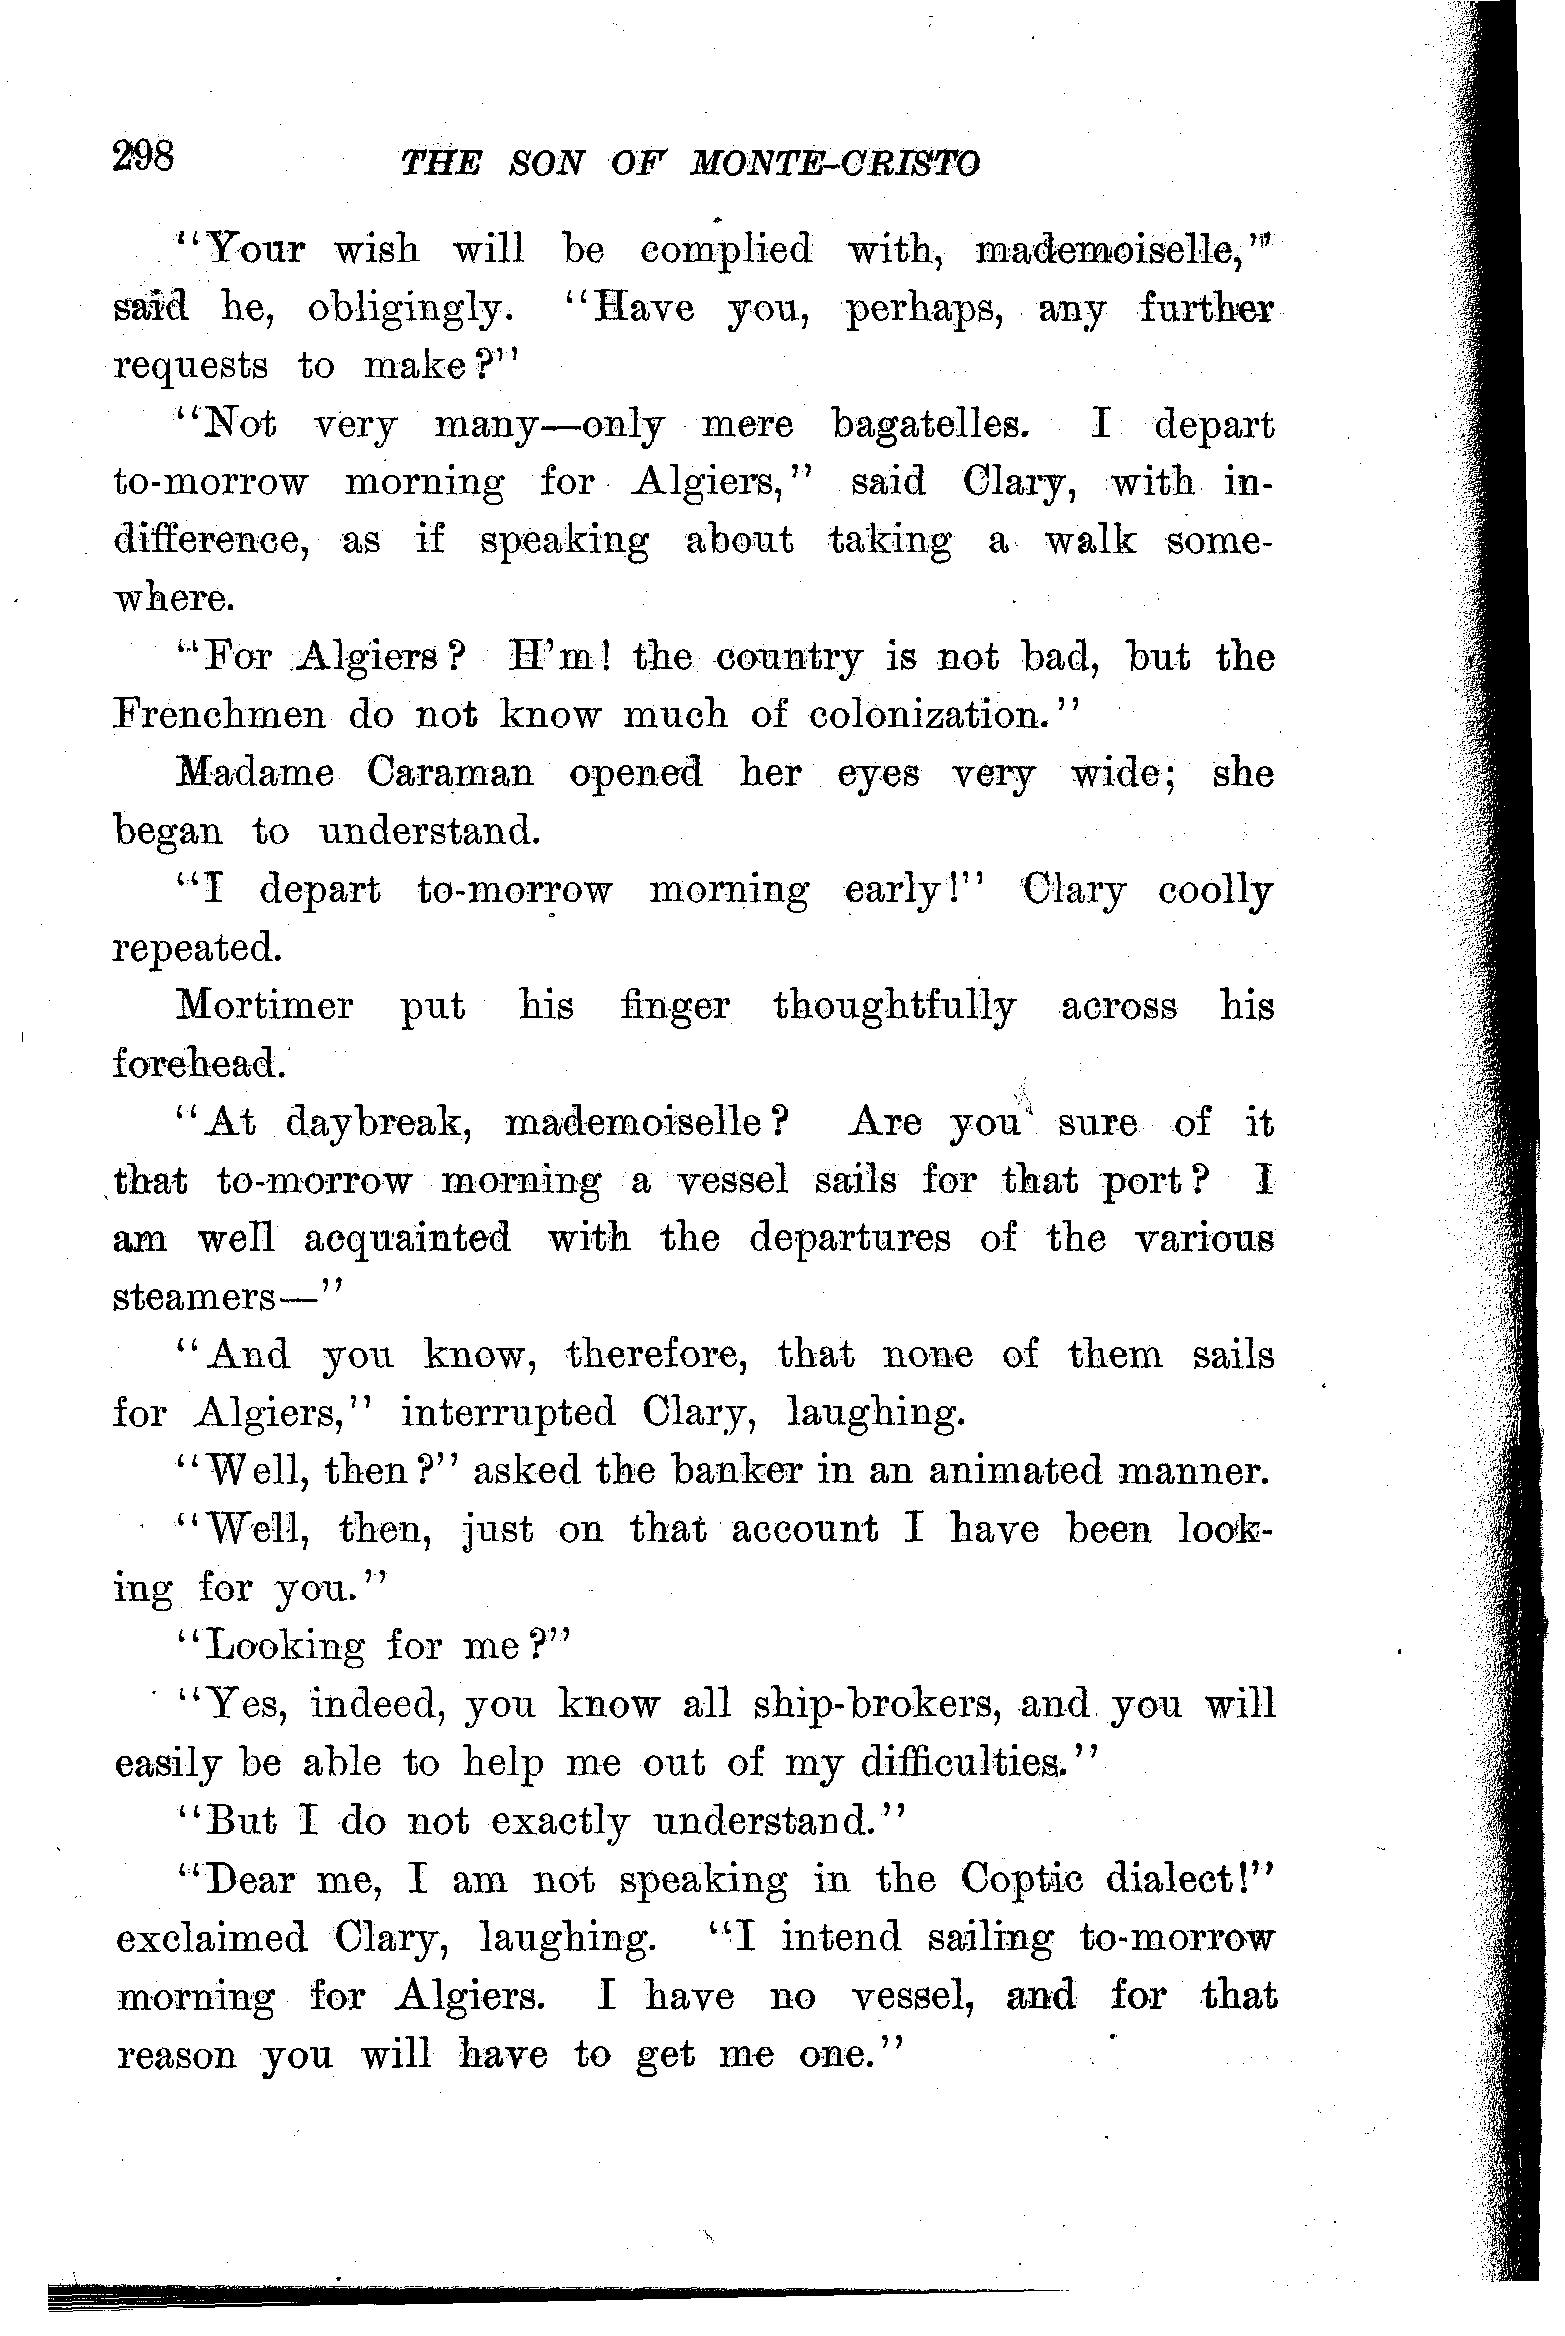 298 THE SON OF MONTE-CRISTO
"Your wish will be complied with, mademoiselle,"
said he, obligingly. "Have you, perhaps, any further
requests to make?"
"Not very many—only mere bagatelles. I depart
to-morrow morning for Algiers," said Clary, with in-
difference, as if speaking about taking a walk some-
where.
"For Algiers? H'm! the country is not bad, but the
Frenchmen do not know much of colonization."
Madame Caraman opened her eyes very wide; she
began to understand.
"I depart to-morrow morning early!" Clary coolly
repeated.
Mortimer put his finger thoughtfully across his
forehead.
"At daybreak, mademoiselle? Are you sure of it
that to-morrow morning a vessel sails for that port? I
am well acquainted with the departures of the various
steamers—"
"And you know, therefore, that none of them sails
for Algiers," interrupted Clary, laughing.
"Well, then?" asked the banker in an animated manner.
"Well, then, just on that account I have been look-
ing for you."
"Looking for me?"
"Yes, indeed, you know all ship-brokers, and you will
easily be able to help me out of my difficulties."
"But I do not exactly understand."
"Dear me, I am not speaking in the Coptic dialect!"
exclaimed Clary, laughing. "I intend sailing to-morrow
morning for Algiers. I have no vessel, and for that
reason you will have to get me one."